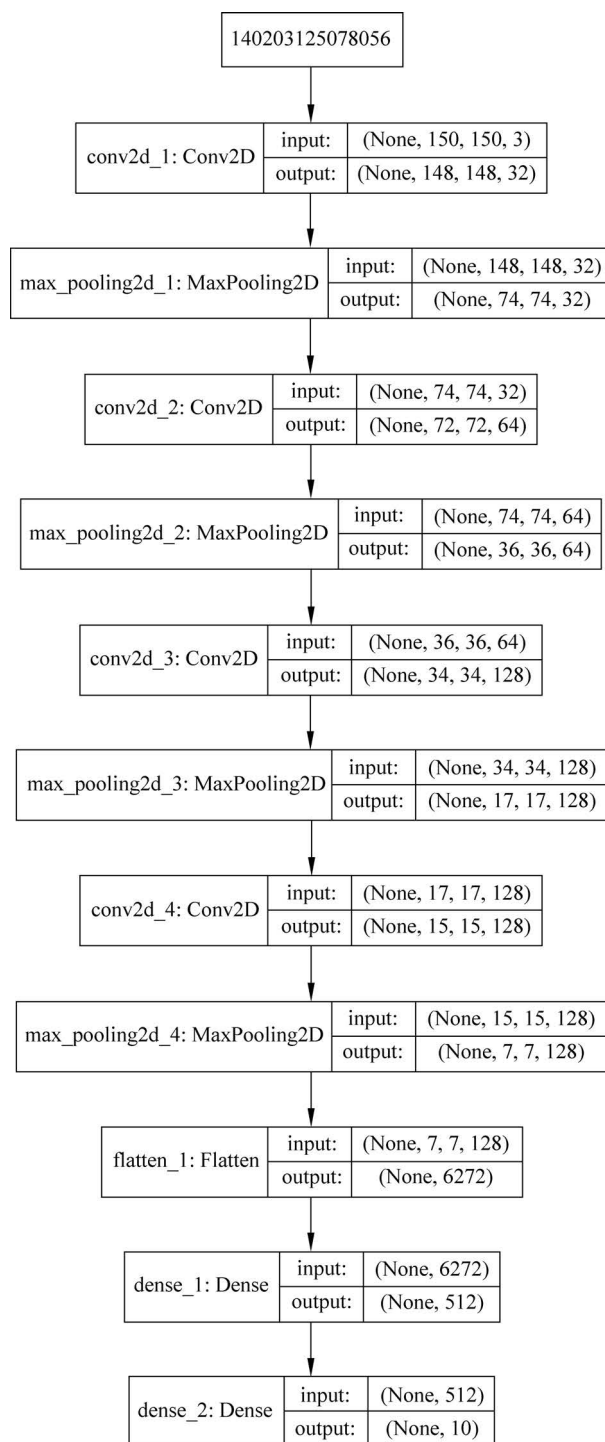 140203125078056
conv2d_1: Conv2D
input: (None, 150, 150, 3)
output: (None, 148, 148, 32)
max_pooling2d_1: MaxPooling2D
input: (None, 148, 148, 32)
output: (None, 74, 74, 32)
conv2d_2: Conv2D
input: (None, 74, 74, 32)
output: (None, 72, 72, 64)
max_pooling2d_2: MaxPooling2D
input: (None, 74, 74, 64)
output: (None, 36, 36, 64)
conv2d_3: Conv2D
input: (None, 36, 36, 64)
output: (None, 34, 34, 128)
max_pooling2d_3: MaxPooling2D
input: (None, 34, 34, 128)
output: (None, 17, 17, 128)
conv2d_4: Conv2D
input: (None, 17, 17, 128)
output: (None, 15, 15, 128)
max_pooling2d_4: MaxPooling2D
input: (None, 15, 15, 128)
output: (None, 7, 7, 128)
flatten_1: Flatten
input: (None, 7, 7, 128)
output: (None, 6272)
dense_1: Dense
input: (None, 6272)
output: (None, 512)
dense_2: Dense
input: (None, 512)
output: (None, 10)